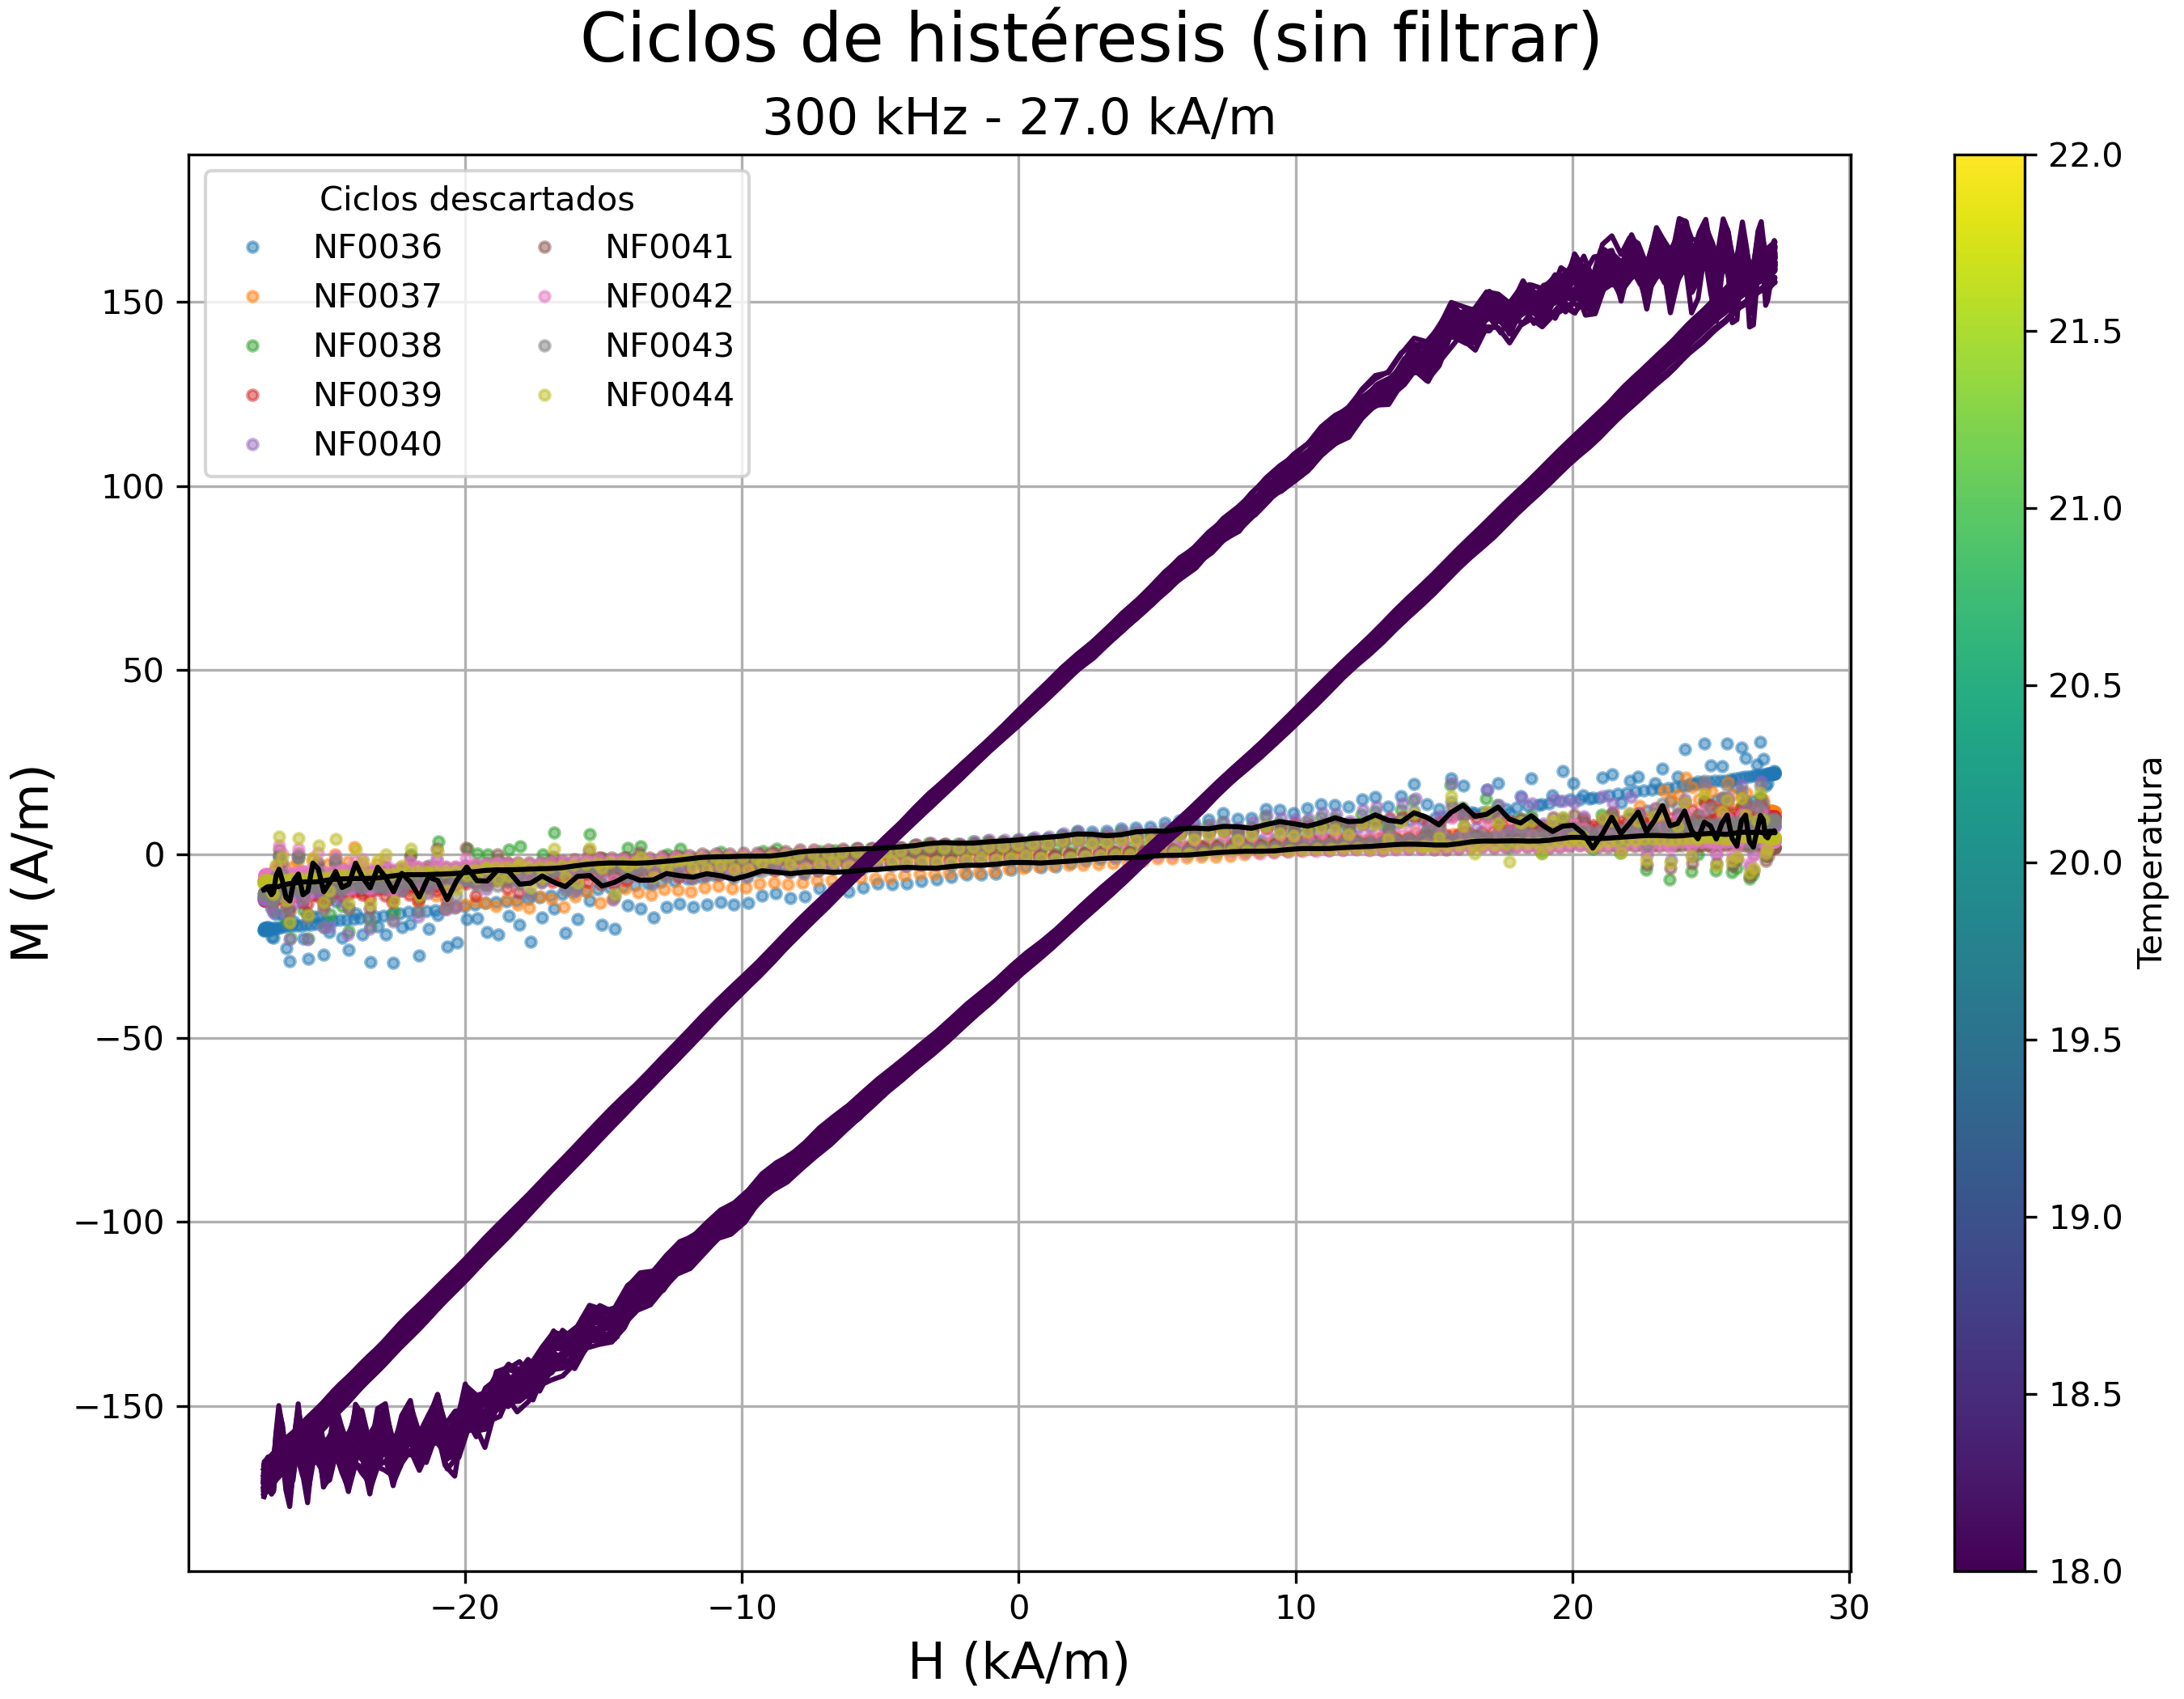 Ciclos de histéresis (sin filtrar)
300 kHz - 27.0 kA/m
Ciclos descartados
NF0036
NF0037
NF0038
NF0039
NF0040
NF0041
NF0042
NF0043
NF0044
150
100
50
0
−50
−100
−150
M (A/m)
−20
−10
0
10
20
30
H (kA/m)
22.0
21.5
21.0
20.5
20.0
19.5
19.0
18.5
18.0
Temperatura